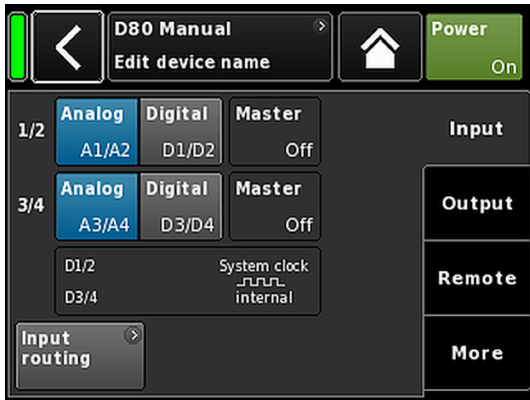 D80 Manual
Edit device name
Power
On
1/2
Analog
A1/A2
Digital
D1/D2
Master
Off
Input
3/4
Analog
A3/A4
Digital
D3/D4
Master
Off
Output
D1/2
System clock
D3/4
internal
Remote
Input
routing
More